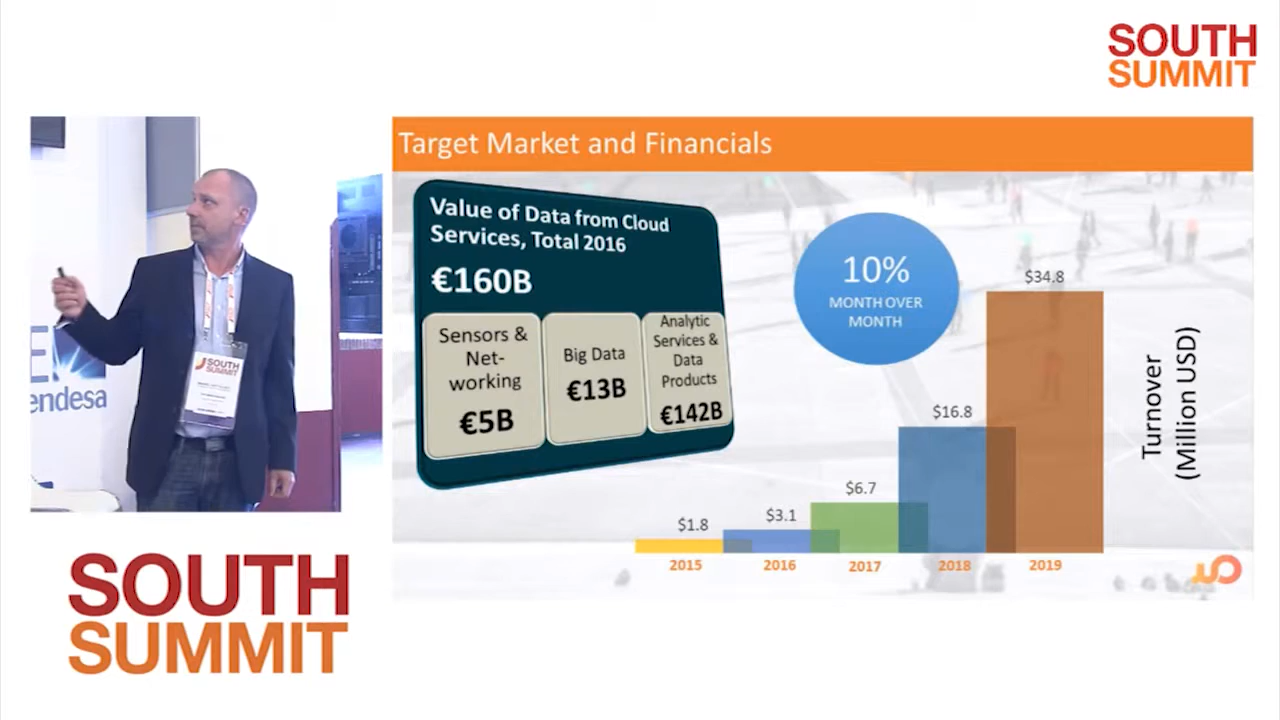 SOUTH
SUMMIT
Target Market and Financials
Value of Data from Cloud
Services, Total 2016
€160B
Sensors &
Net-
working
€5B
Big Data
€13B
Analytic
Services &
Data
Products
€142B
10%
MONTH OVER
MONTH
$1.8
$3.1
$6.7
$16.8
$34.8
2015
2016
2017
2018
2019
Turnover
(Million USD)
endesa
SOUTH
SUMMIT
SOUTH
SUMMIT